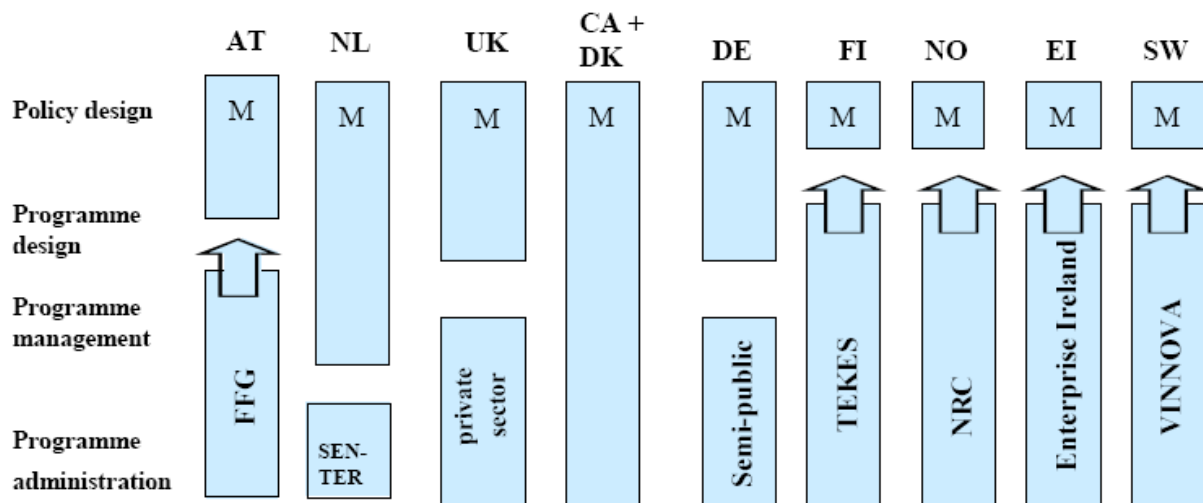 AT NL UK CA + DE FI NO EI SW
DK
Policy design M M M M M M M M M
Programme
design
Programme
management
Programme
administration
FFG
SEN-
TER
private
sector
Semi-public
TEKES
NRC
Enterprise Ireland
VINNOVA